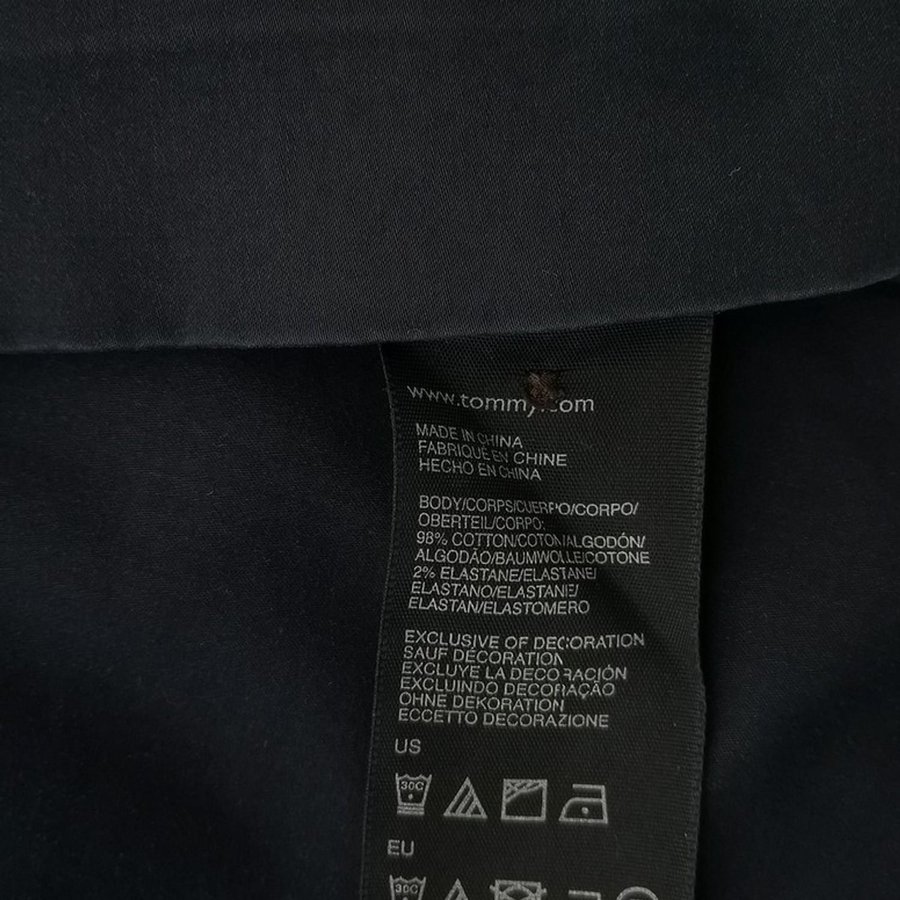 www.tommy.com
MADE IN CHINA
FABRIQUÉ EN CHINE
HECHO EN CHINA
BODY/CORPS/CUERPO/CORPO/
OBERTEIL/CORPO:
98% COTTON/COTON/ALGODÓN/
ALGODÃO/BAUMWOLLE/COTONE
2% ELASTANE/ELASTANE/
ELASTANO/ELASTANE/
ELASTAN/ELASTOMERO
EXCLUSIVE OF DECORATION
SAUF DÉCORATION
EXCLUYE LA DECORACIÓN
EXCLUINDO DECORAÇÃO
OHNE DEKORATION
ECCETTO DECORAZIONE
US
30C
EU
30C